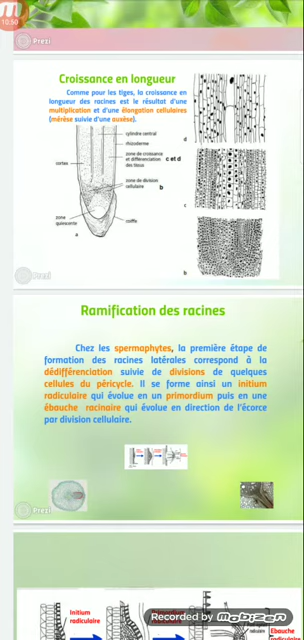 10:50
Prezi
Croissance en longueur
Comme pour les tiges, la croissance en
longueur des racines est le résultat d'une
multiplication et d'une élongation cellulaires
(mérèse suivie d'une auxèse).
cylindre central
rhizoderme
zone de croissance
et différenciation c et d
des tissus
cortex
zone de division
cellulaire b
zone
quiescente
coiffe
a
d
c
b
Prezi
Ramification des racines
Chez les spermaphytes, la première étape de
formation des racines latérales correspond à la
dédifférenciation suivie de divisions de quelques
cellules du péricycle. Il se forme ainsi un initium
radiculaire qui évolue en un primordium puis en une
ébauche racinaire qui évolue en direction de l'écorce
par division cellulaire.
Prezi
Recorded by Mobizen
Initium
radiculaire
Ebauche
radiculaire